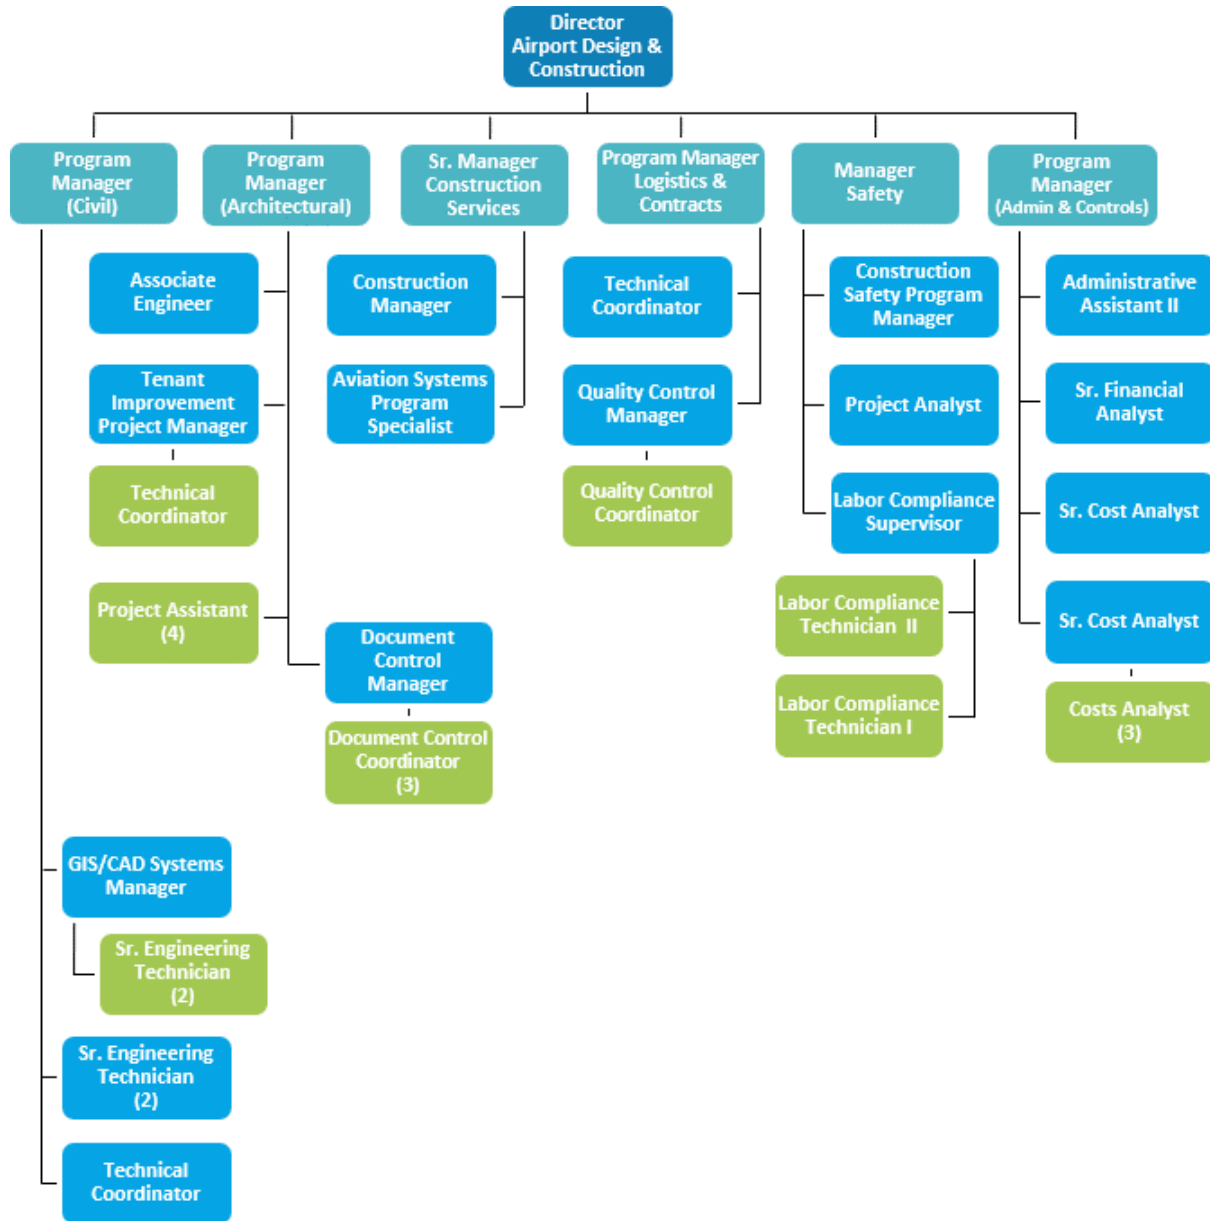 Director
Airport Design &
Construction
Program
Manager
(Civil)
Program
Manager
(Architectural)
Sr. Manager
Construction
Services
Program Manager
Logistics &
Contracts
Manager
Safety
Program
Manager
(Admin & Controls)
Associate
Engineer
Tenant
Improvement
Project Manager
Technical
Coordinator
Project Assistant
(4)
Construction
Manager
Aviation Systems
Program
Specialist
Document
Control
Manager
Document Control
Coordinator
(3)
Technical
Coordinator
Quality Control
Manager
Quality Control
Coordinator
Construction
Safety Program
Manager
Project Analyst
Labor Compliance
Supervisor
Labor Compliance
Technician II
Labor Compliance
Technician I
Administrative
Assistant II
Sr. Financial
Analyst
Sr. Cost Analyst
Sr. Cost Analyst
Costs Analyst
(3)
GIS/CAD Systems
Manager
Sr. Engineering
Technician
(2)
Sr. Engineering
Technician
(2)
Technical
Coordinator